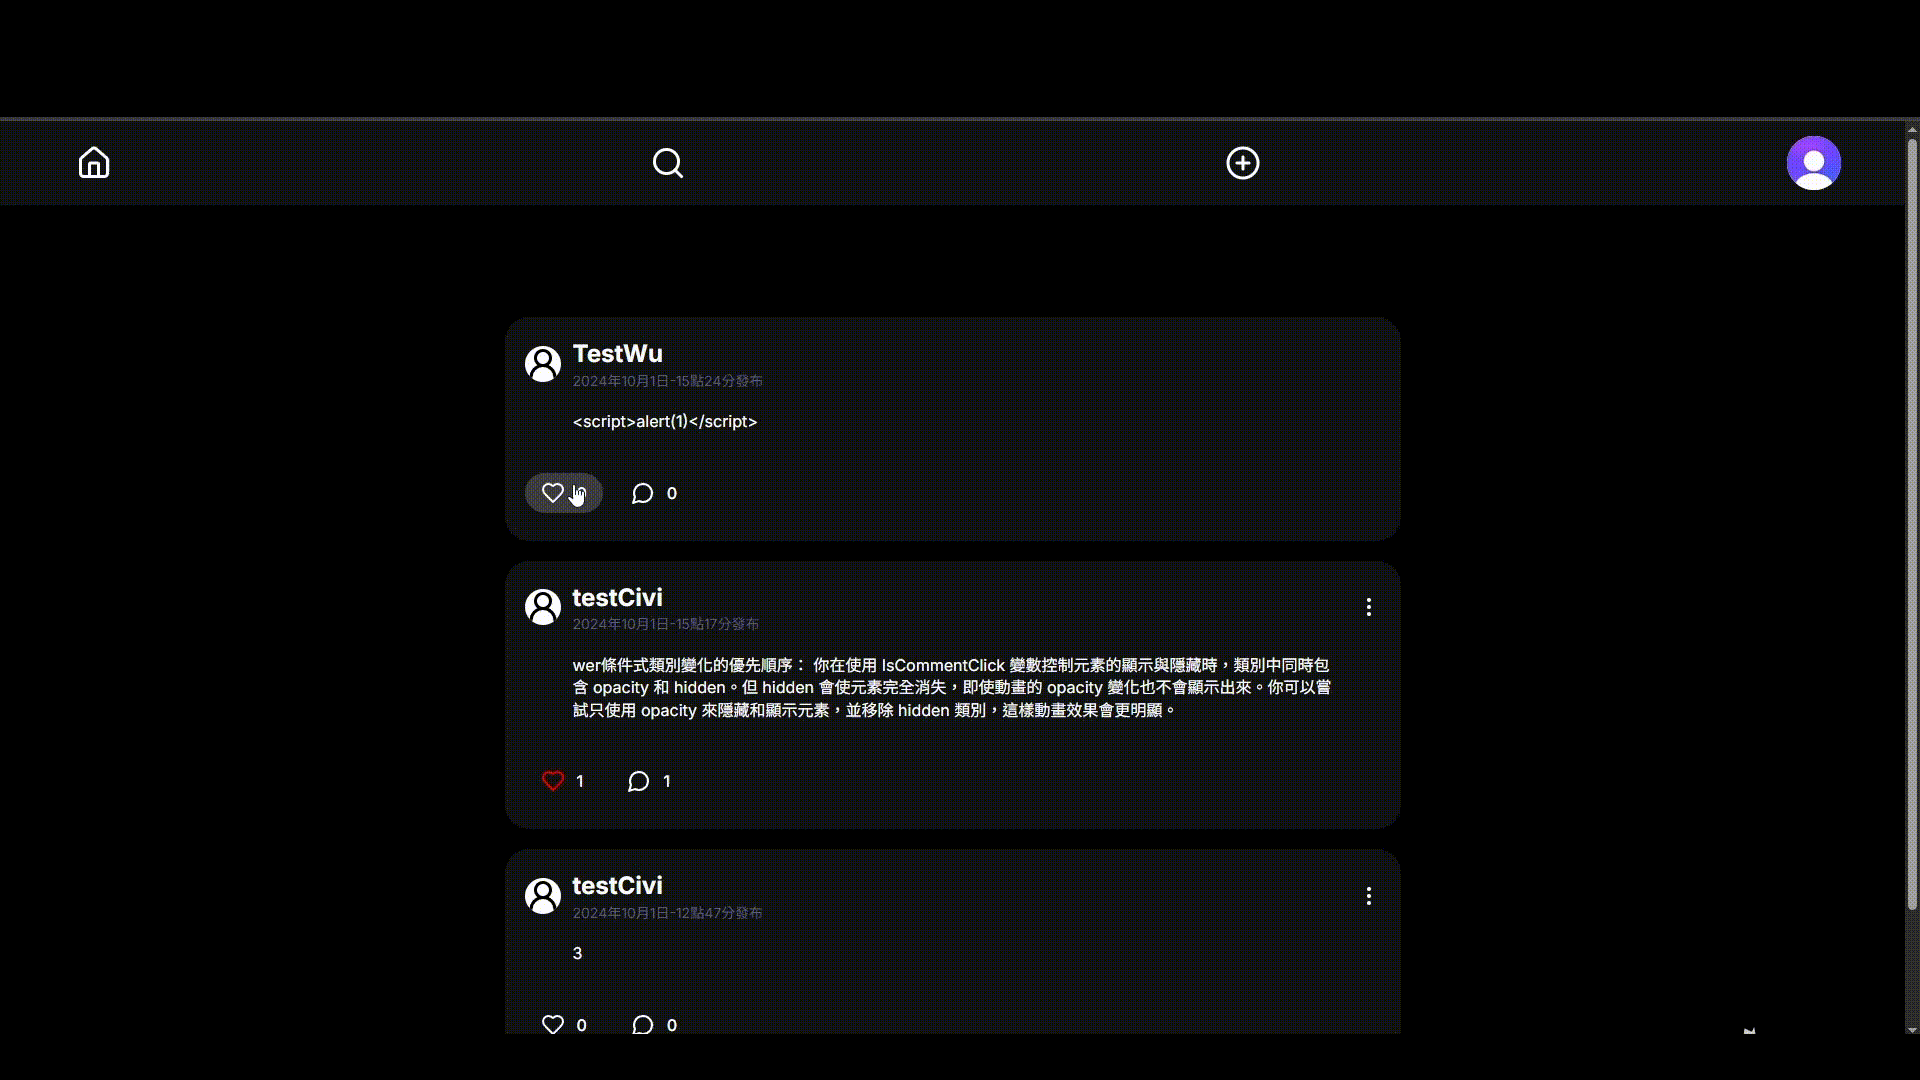 TestWu
2024年10月1日-15點24分發布
<script>alert(1)</script>
0
testCivi
2024年10月1日-15點17分發布
wer條件式類別變化的優先順序： 你在使用 IsCommentClick 變數控制元素的顯示與隱藏時，類別中同時包
含 opacity 和 hidden。但 hidden 會使元素完全消失，即使動畫的 opacity 變化也不會顯示出來。你可以嘗
試只使用 opacity 來隱藏和顯示元素，並移除 hidden 類別，這樣動畫效果會更明顯。
1 1
testCivi
2024年10月1日-12點47分發布
3
0 0